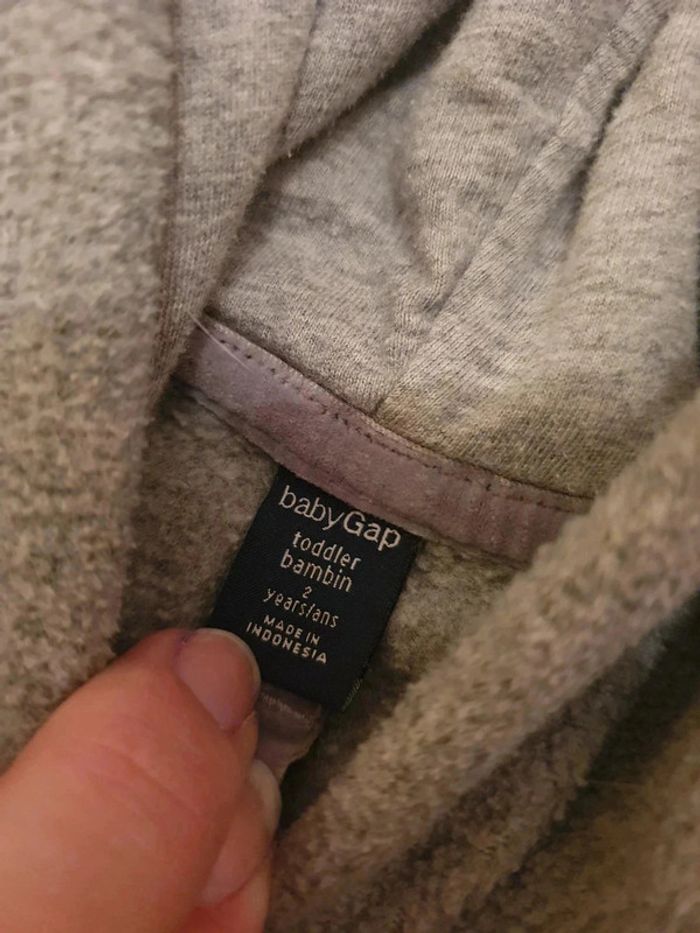 babyGap
toddler
bambin
2
years/ans
MADE IN
INDONESIA